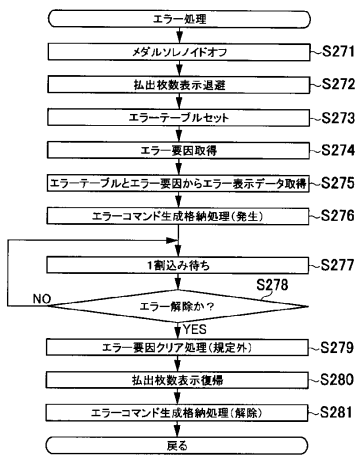 エラー処理
メダルソレノイドオフ ~S271
払出枚数表示退避 ~S272
エラーテーブルセット ~S273
エラー要因取得 ~S274
エラーテーブルとエラー要因からエラー表示データ取得 ~S275
エラーコマンド生成格納処理(発生) ~S276
1割込み待ち ~S277
S278
NO
エラー解除か?
YES
エラー要因クリア処理(規定外) ~S279
払出枚数表示復帰 ~S280
エラーコマンド生成格納処理(解除) ~S281
戻る